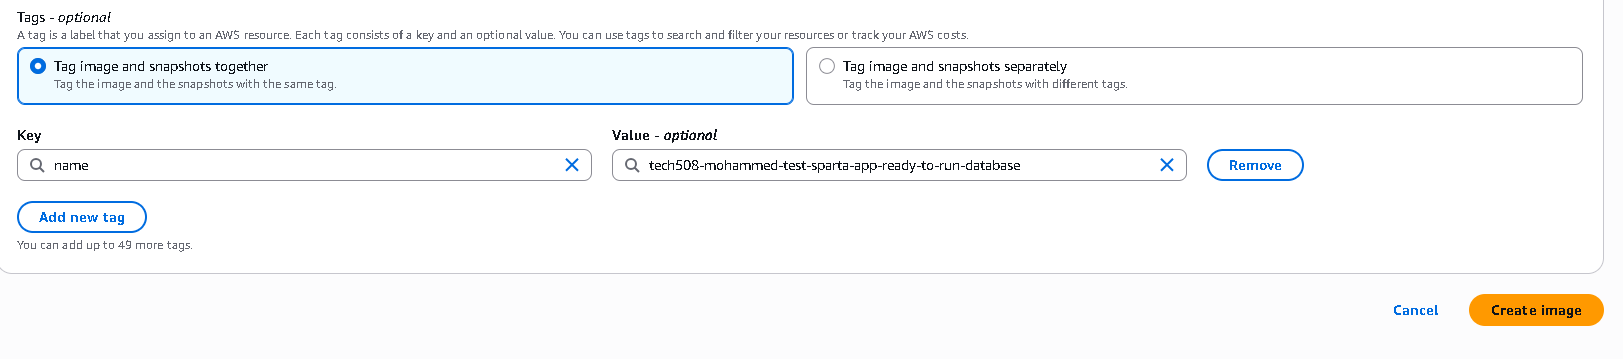 Tags - optional
A tag is a label that you assign to an AWS resource. Each tag consists of a key and an optional value. You can use tags to search and filter your resources or track your AWS costs.
Tag image and snapshots together
Tag the image and the snapshots with the same tag.
Tag image and snapshots separately
Tag the image and the snapshots with different tags.
Key
Value - optional
name
tech508-mohammed-test-sparta-app-ready-to-run-database
Remove
Add new tag
You can add up to 49 more tags.
Cancel
Create image